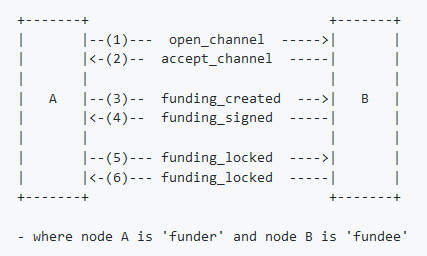 +-------+                              +-------+
|       |--(1)---  open_channel  ----->|       |
|       |<-(2)--  accept_channel  -----|       |
|       |                              |       |
|   A   |--(3)--  funding_created  --->|   B   |
|       |<-(4)--  funding_signed  -----|       |
|       |                              |       |
|       |--(5)--- funding_locked  ---->|       |
|       |<-(6)--- funding_locked  -----|       |
+-------+                              +-------+
- where node A is 'funder' and node B is 'fundee'